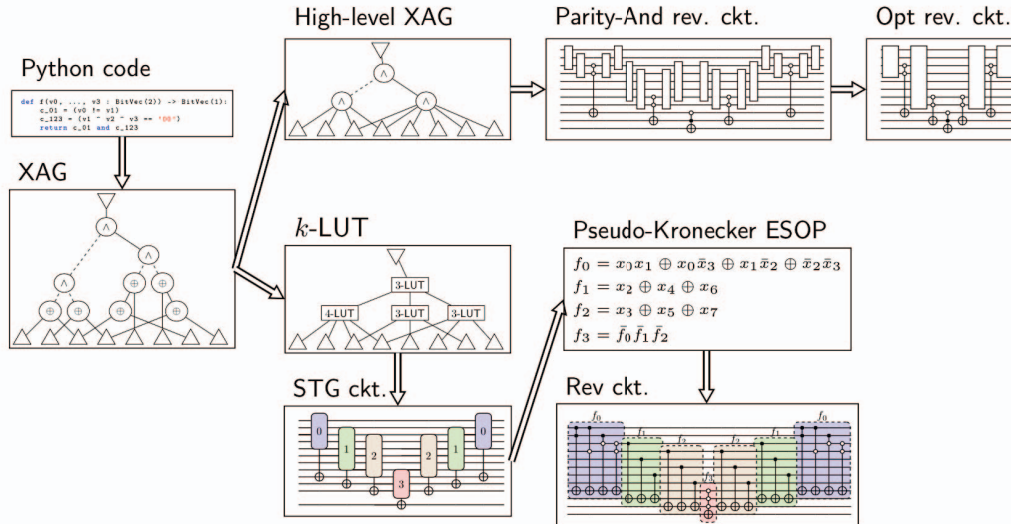 High-level XAG
Parity-And rev. ckt.
Opt rev. ckt.
Python code
def f(v0, ..., v3 : BitVec(2)) -> BitVec(1):
c_01 = (v0 != v1)
c_123 = (v1 ^ v2 ^ v3 == '00')
return c_01 and c_123
∧
∧ ∧
XAG
∧
∧
∧
⊕ ⊕
⊕ ⊕
k-LUT
3-LUT
4-LUT 3-LUT 3-LUT
Pseudo-Kronecker ESOP
f₀ = x₀x₁ ⊕ x₀x̄₃ ⊕ x₁x̄₂ ⊕ x̄₂x̄₃
f₁ = x₂ ⊕ x₄ ⊕ x₆
f₂ = x₃ ⊕ x₅ ⊕ x₇
f₃ = f̄₀f̄₁f̄₂
STG ckt.
0 1 2 3 2 1 0
Rev ckt.
f₀ f₁ f₂ f₃ f₂ f₁ f₀